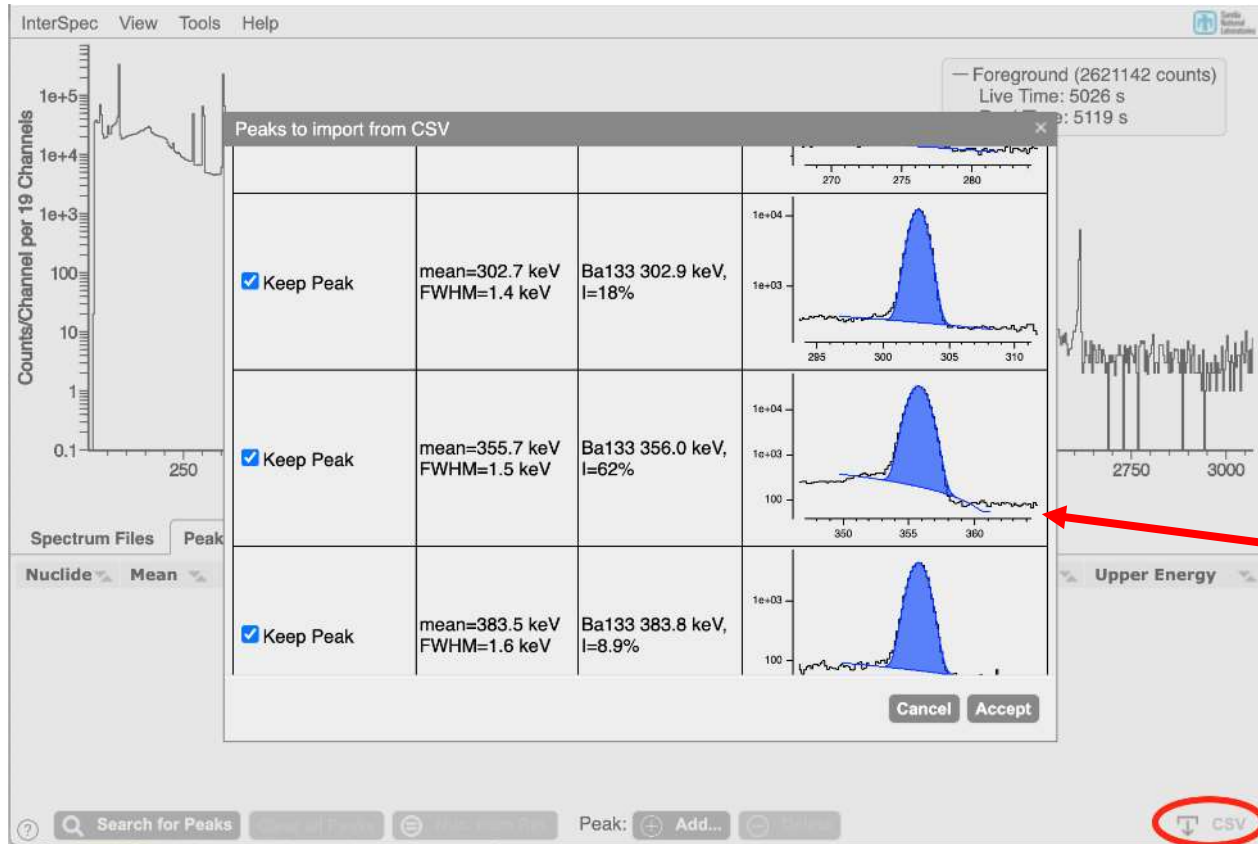 InterSpec View Tools Help
Sandia National Laboratories
Foreground (2621142 counts)
Live Time: 5026 s
: 5119 s
Counts/Channel per 19 Channels
1e+5
1e+4
1e+3
100
10
1
0.1
250
2750 3000
Peaks to import from CSV ×
270 275 280
Keep Peak
mean=302.7 keV
FWHM=1.4 keV
Ba133 302.9 keV,
I=18%
1e+04
1e+03
295 300 305 310
Keep Peak
mean=355.7 keV
FWHM=1.5 keV
Ba133 356.0 keV,
I=62%
1e+04
1e+03
100
350 355 360
Keep Peak
mean=383.5 keV
FWHM=1.6 keV
Ba133 383.8 keV,
I=8.9%
1e+03
100
Cancel Accept
Spectrum Files Peak
Nuclide Mean Upper Energy
? Search for Peaks Peak: Add... CSV